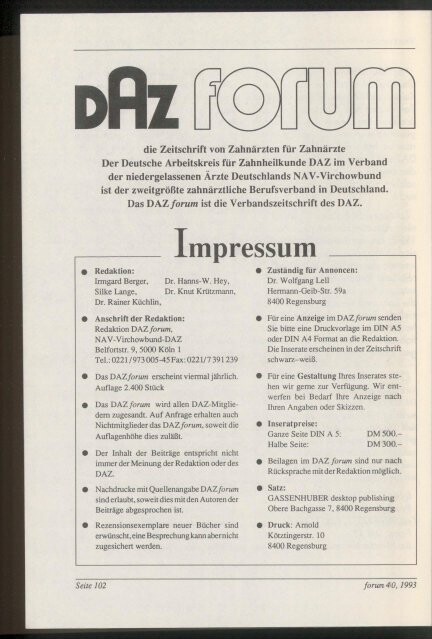 DAZ forum
die Zeitschrift von Zahnärzten für Zahnärzte
Der Deutsche Arbeitskreis für Zahnheilkunde DAZ im Verband
der niedergelassenen Ärzte Deutschlands NAV-Virchowbund
ist der zweitgrößte zahnärztliche Berufsverband in Deutschland.
Das DAZ forum ist die Verbandszeitschrift des DAZ.
Impressum
Redaktion:
Irmgard Berger, Dr. Hanns-W. Hey,
Silke Lange, Dr. Knut Krützmann,
Dr. Rainer Küchlin,
Anschrift der Redaktion:
Redaktion DAZ forum,
NAV-Virchowbund-DAZ
Belfortstr. 9, 5000 Köln 1
Tel.: 0221/973 005-45 Fax: 0221/7 391 239
Das DAZ forum erscheint viermal jährlich.
Auflage 2.400 Stück
Das DAZ forum wird allen DAZ-Mitglie-
dern zugesandt. Auf Anfrage erhalten auch
Nichtmitglieder das DAZ forum, soweit die
Auflagenhöhe dies zuläßt.
Der Inhalt der Beiträge entspricht nicht
immer der Meinung der Redaktion oder des
DAZ.
Nachdrucke mit Quellenangabe DAZ forum
sind erlaubt, soweit dies mit den Autoren der
Beiträge abgesprochen ist.
Rezensionsexemplare neuer Bücher sind
erwünscht, eine Besprechung kann aber nicht
zugesichert werden.
Zuständig für Annoncen:
Dr. Wolfgang Lell
Hermann-Geib-Str. 59a
8400 Regensburg
Für eine Anzeige im DAZ forum senden
Sie bitte eine Druckvorlage im DIN A5
oder DIN A4 Format an die Redaktion.
Die Inserate erscheinen in der Zeitschrift
schwarz-weiß.
Für eine Gestaltung Ihres Inserates ste-
hen wir gerne zur Verfügung. Wir ent-
werfen bei Bedarf Ihre Anzeige nach
Ihren Angaben oder Skizzen.
Inseratpreise:
Ganze Seite DIN A 5: DM 500.–
Halbe Seite: DM 300.–
Beilagen im DAZ forum sind nur nach
Rücksprache mit der Redaktion möglich.
Satz:
GASSENHUBER desktop publishing
Obere Bachgasse 7, 8400 Regensburg
Druck: Arnold
Kötztingerstr. 10
8400 Regensburg
Seite 102 forum 40, 1993